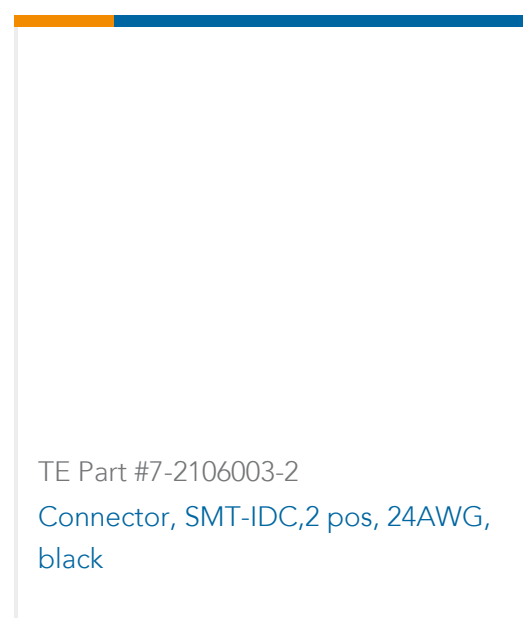 TE Part #7-2106003-2
Connector, SMT-IDC,2 pos, 24AWG,
black